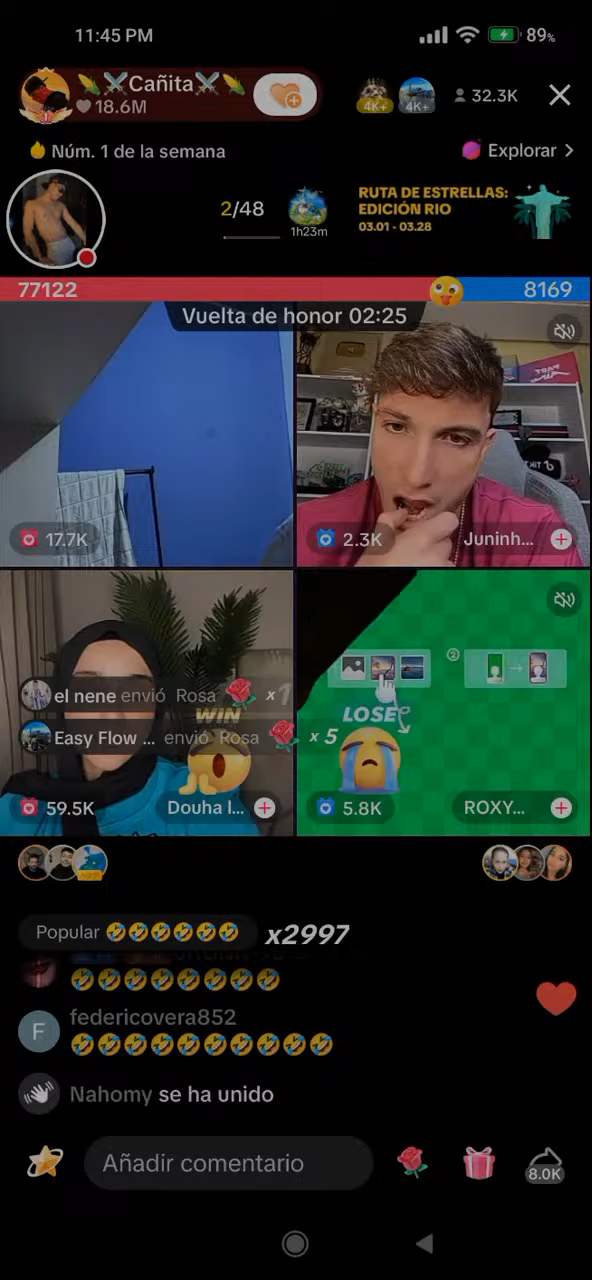 11:45 PM
89%
🌽⚔️Cañita⚔️🌽
18.6M
4K+
4K+
32.3K
Núm. 1 de la semana
Explorar
2/48
1h23m
RUTA DE ESTRELLAS:
EDICIÓN RIO
03.01 - 03.28
77122
8169
Vuelta de honor 02:25
17.7K
2.3K
Juninh...
el nene envió Rosa x1
WIN
Easy Flow ... envió Rosa x 5
LOSE
59.5K
Douha I...
5.8K
ROXY...
Popular 🤣🤣🤣🤣🤣🤣 x2997
🤣🤣🤣🤣🤣🤣🤣🤣
F
federicovera852
🤣🤣🤣🤣🤣🤣🤣🤣🤣🤣
Nahomy se ha unido
Añadir comentario
8.0K